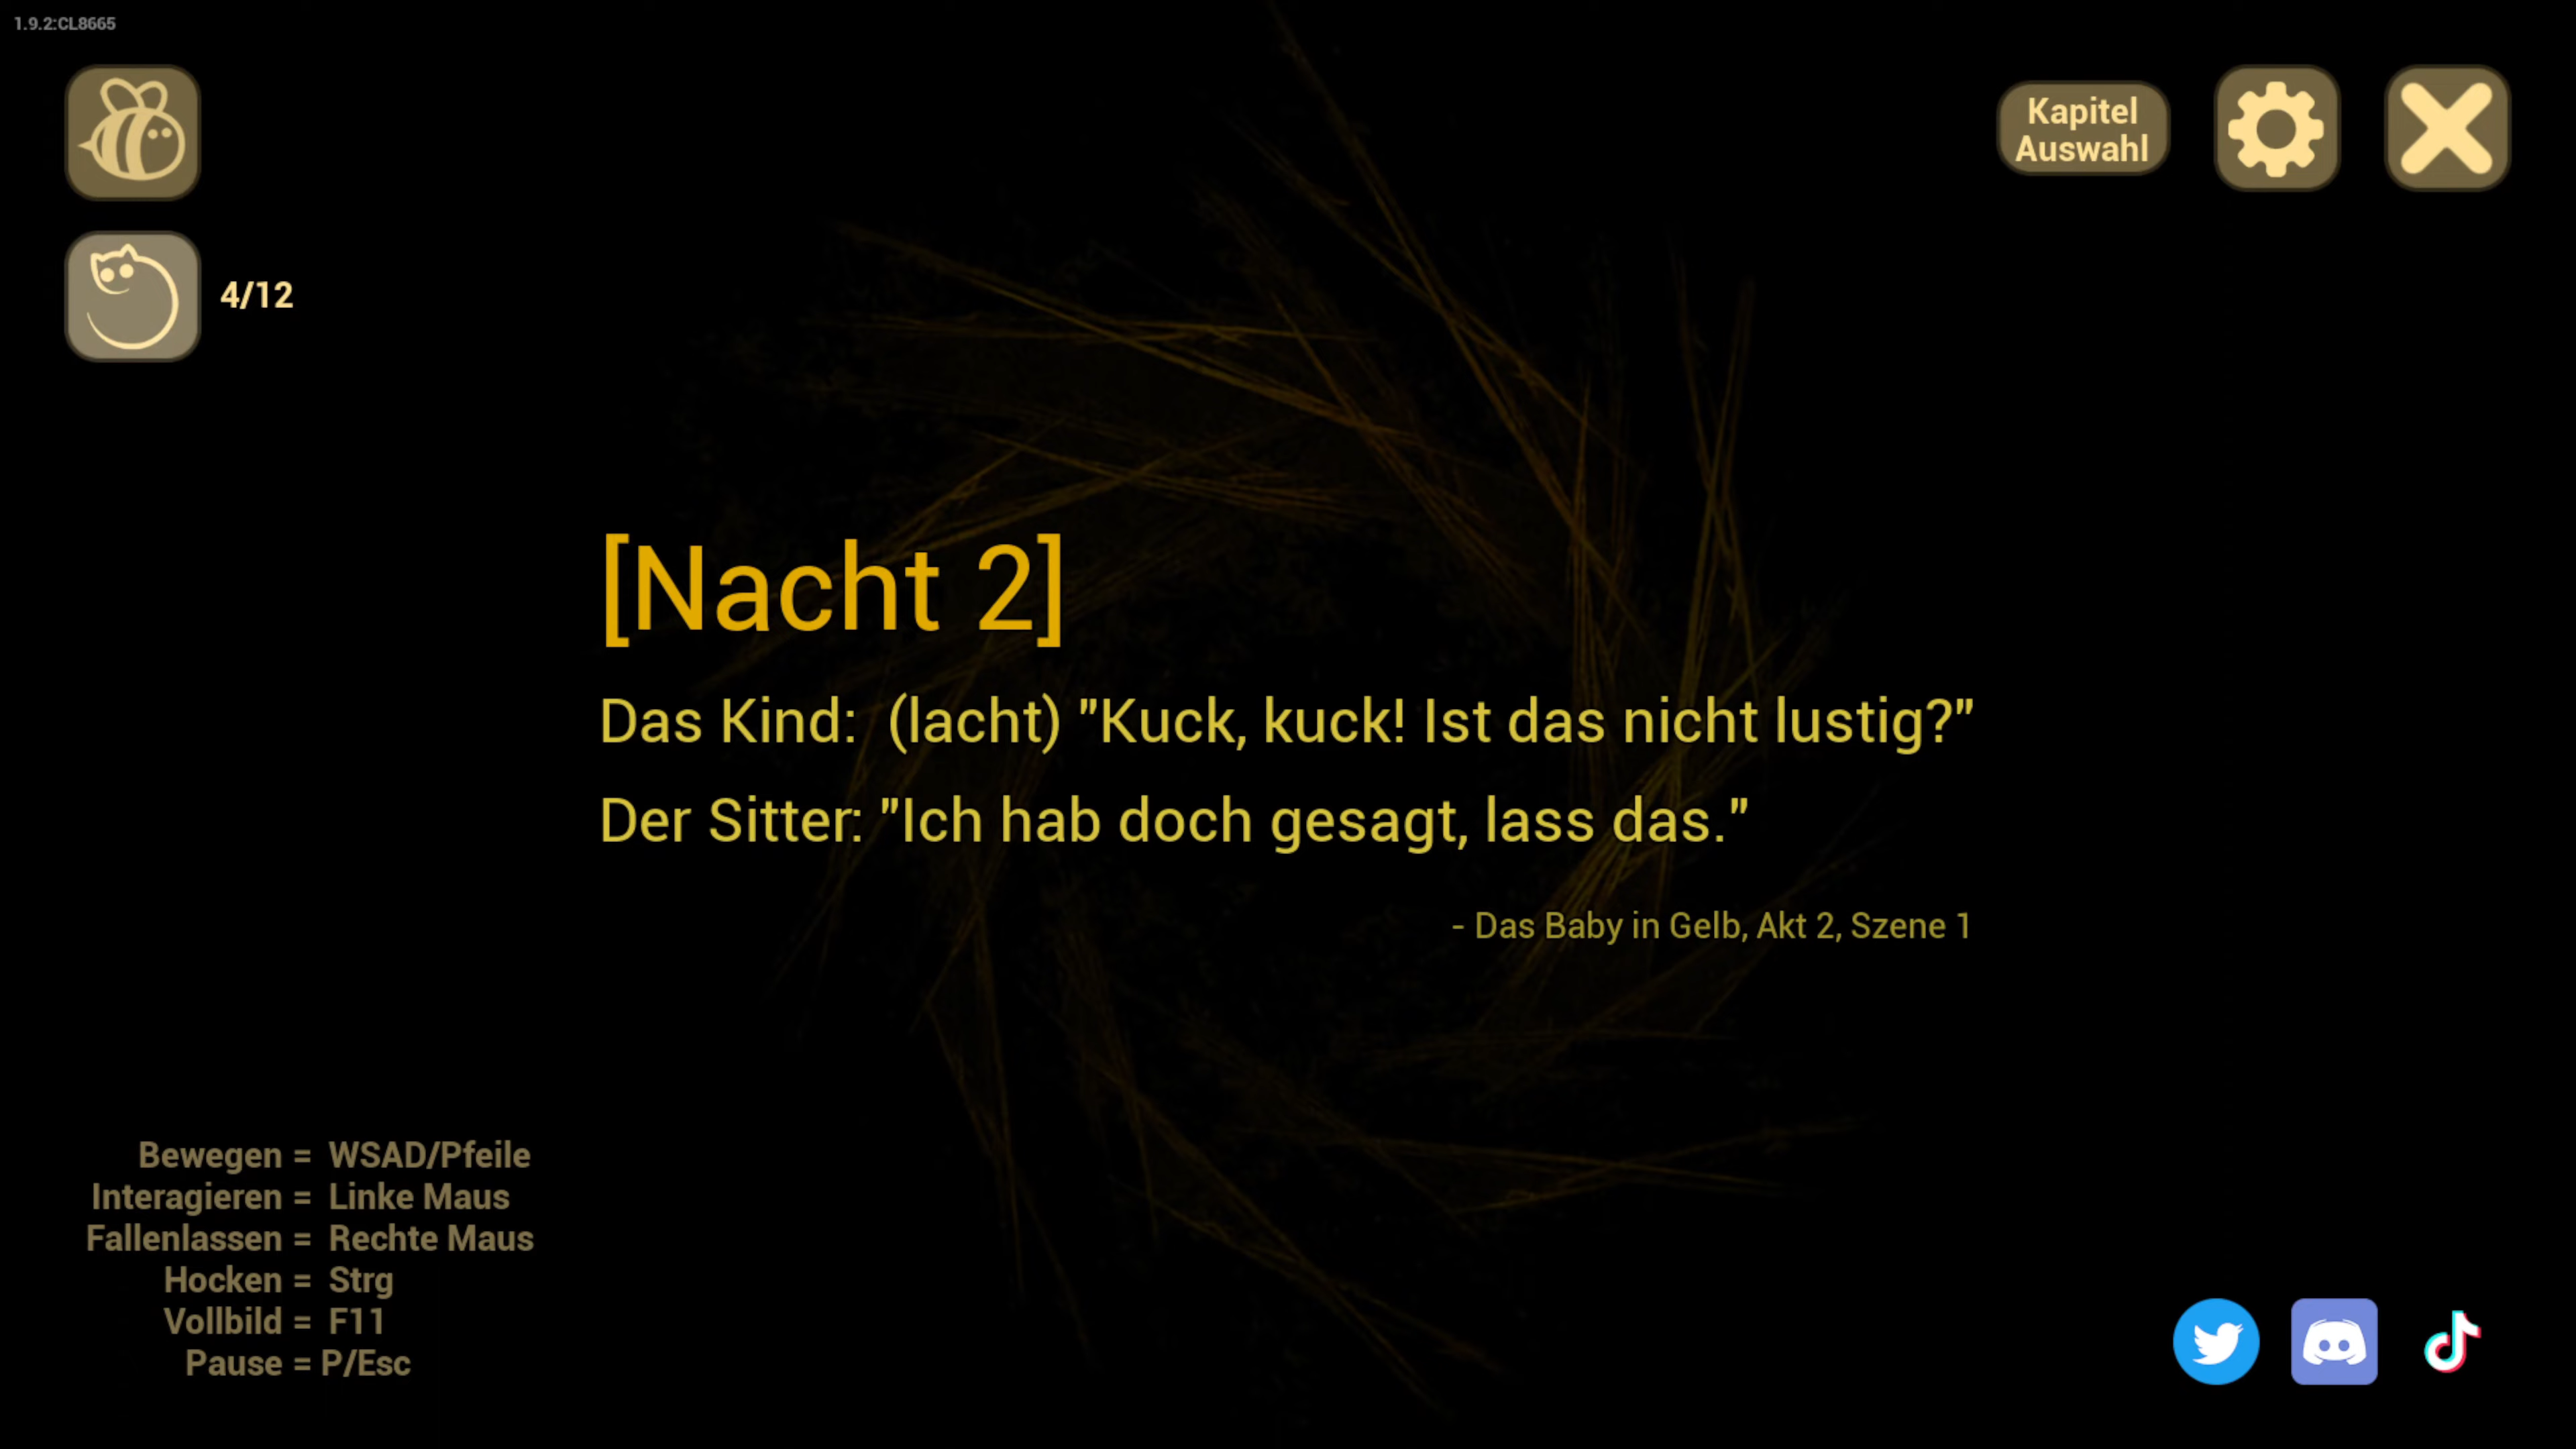 1.9.2:CL8665
Kapitel
Auswahl
4/12
[Nacht 2]
Das Kind:  (lacht) "Kuck, kuck! Ist das nicht lustig?"
Der Sitter: "Ich hab doch gesagt, lass das."
- Das Baby in Gelb, Akt 2, Szene 1
Bewegen = WSAD/Pfeile
Interagieren = Linke Maus
Fallenlassen = Rechte Maus
Hocken = Strg
Vollbild = F11
Pause = P/Esc